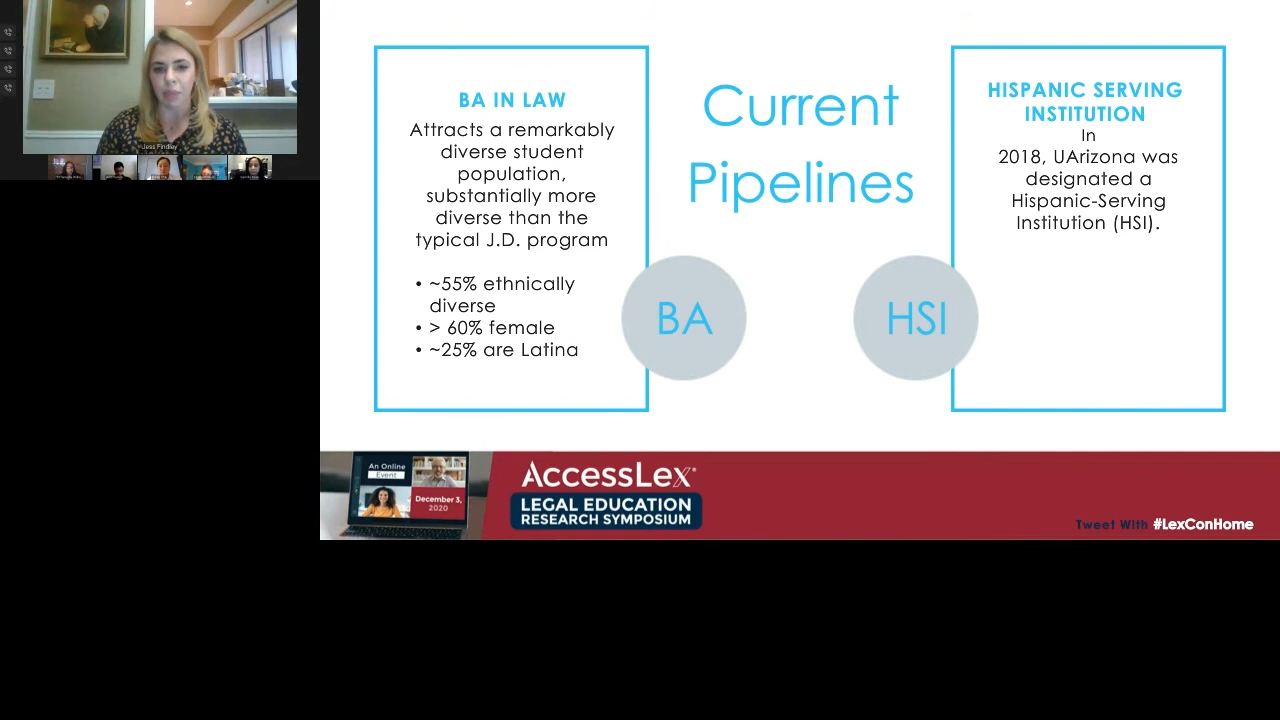 Jess Findlay
BA IN LAW
Attracts a remarkably
diverse student
population,
substantially more
diverse than the
typical J.D. program
• ~55% ethnically
diverse
• > 60% female
• ~25% are Latina
Current
Pipelines
BA
HSI
HISPANIC SERVING
INSTITUTION
In
2018, UArizona was
designated a
Hispanic-Serving
Institution (HSI).
An Online
Event
December 3,
2020
ACCESSLEX®
LEGAL EDUCATION
RESEARCH SYMPOSIUM
Tweet With #LexConHome